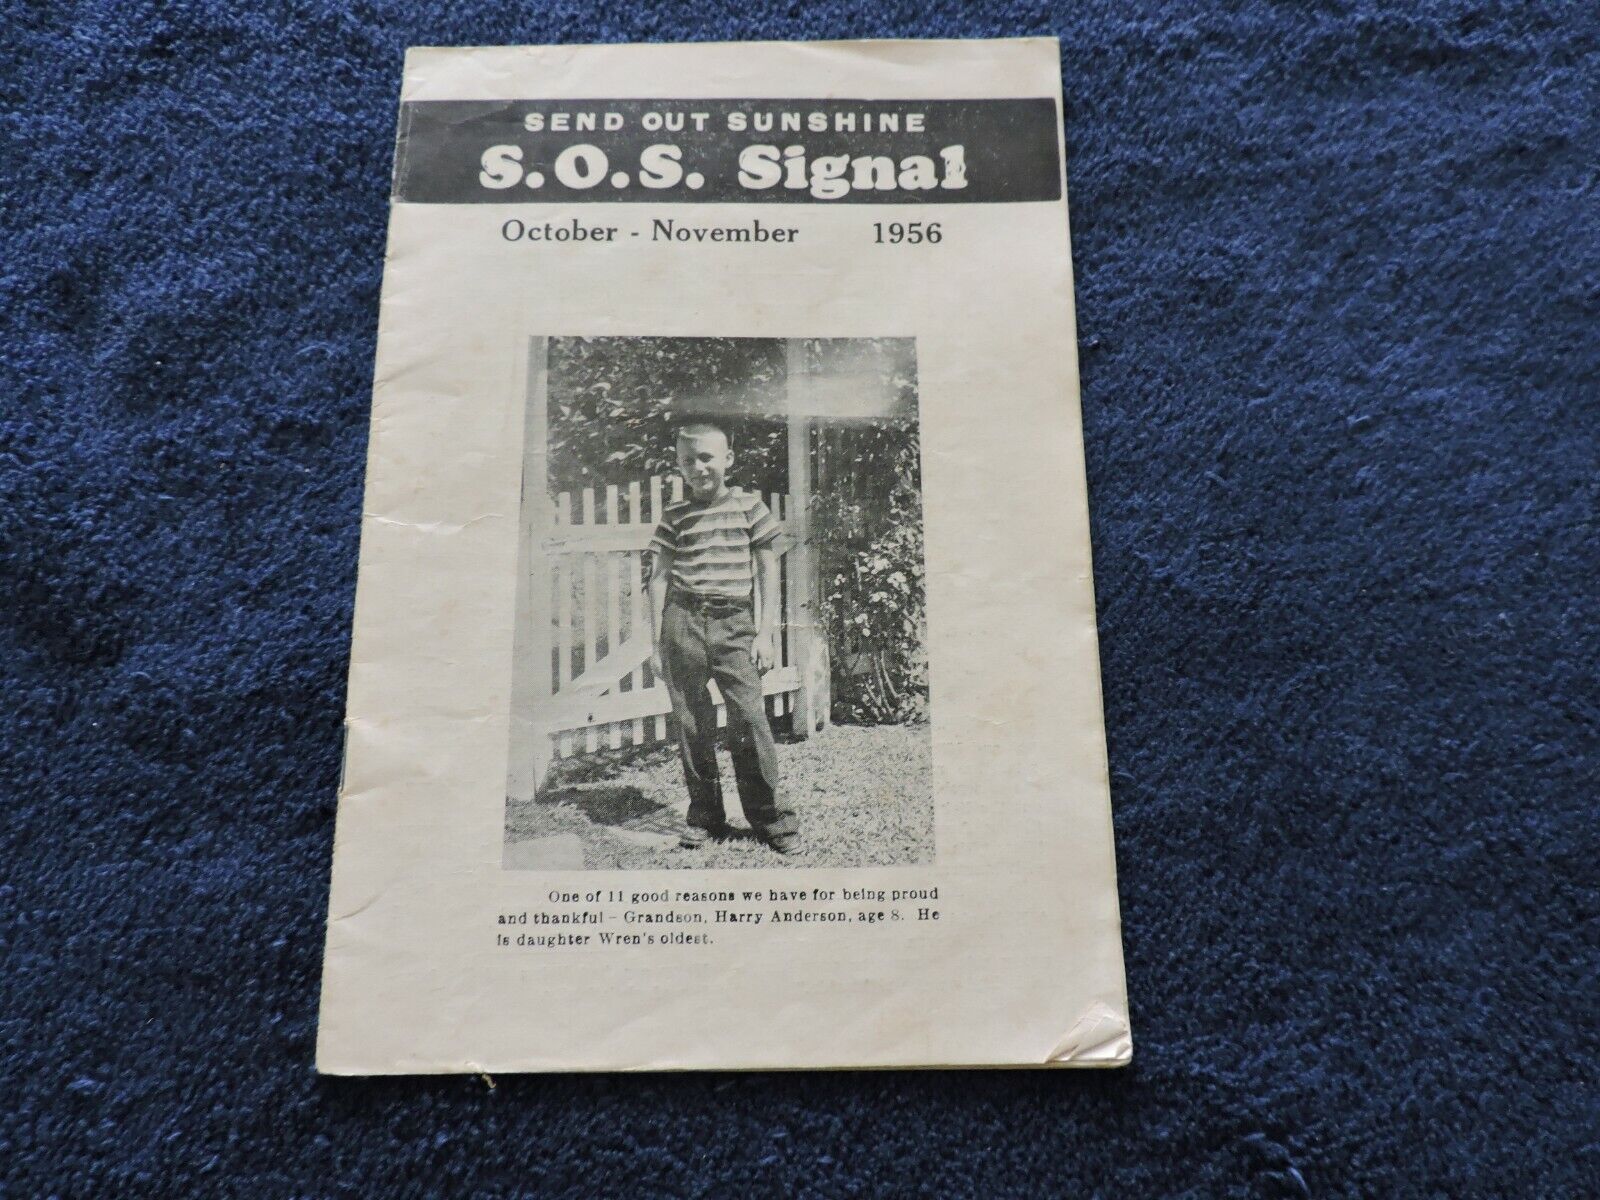 SEND OUT SUNSHINE
S.O.S. Signal
October - November 1956
One of 11 good reasons we have for being proud
and thankful - Grandson, Harry Anderson, age 8. He
is daughter Wren's oldest.